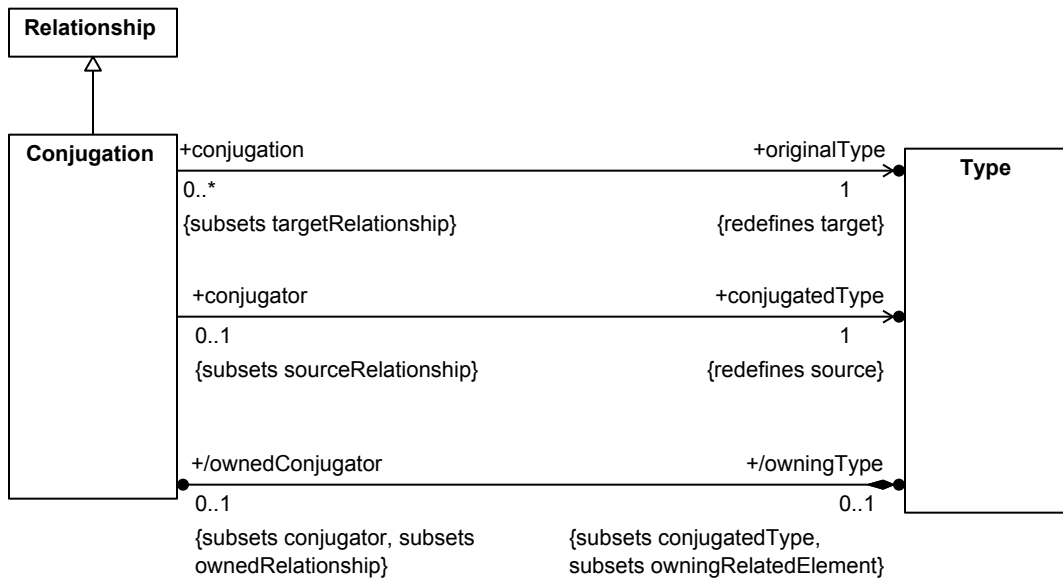 Relationship
Conjugation
Type
+conjugation
+originalType
0..*
1
{subsets targetRelationship}
{redefines target}
+conjugator
+conjugatedType
0..1
1
{subsets sourceRelationship}
{redefines source}
+/ownedConjugator
+/owningType
0..1
0..1
{subsets conjugator, subsets
ownedRelationship}
{subsets conjugatedType,
subsets owningRelatedElement}